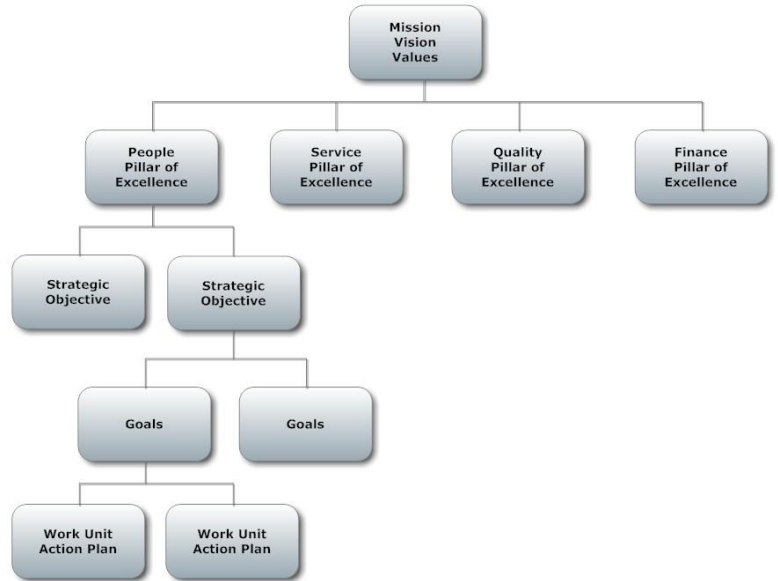 Mission
Vision
Values
People
Pillar of
Excellence
Service
Pillar of
Excellence
Quality
Pillar of
Excellence
Finance
Pillar of
Excellence
Strategic
Objective
Strategic
Objective
Goals
Goals
Work Unit
Action Plan
Work Unit
Action Plan